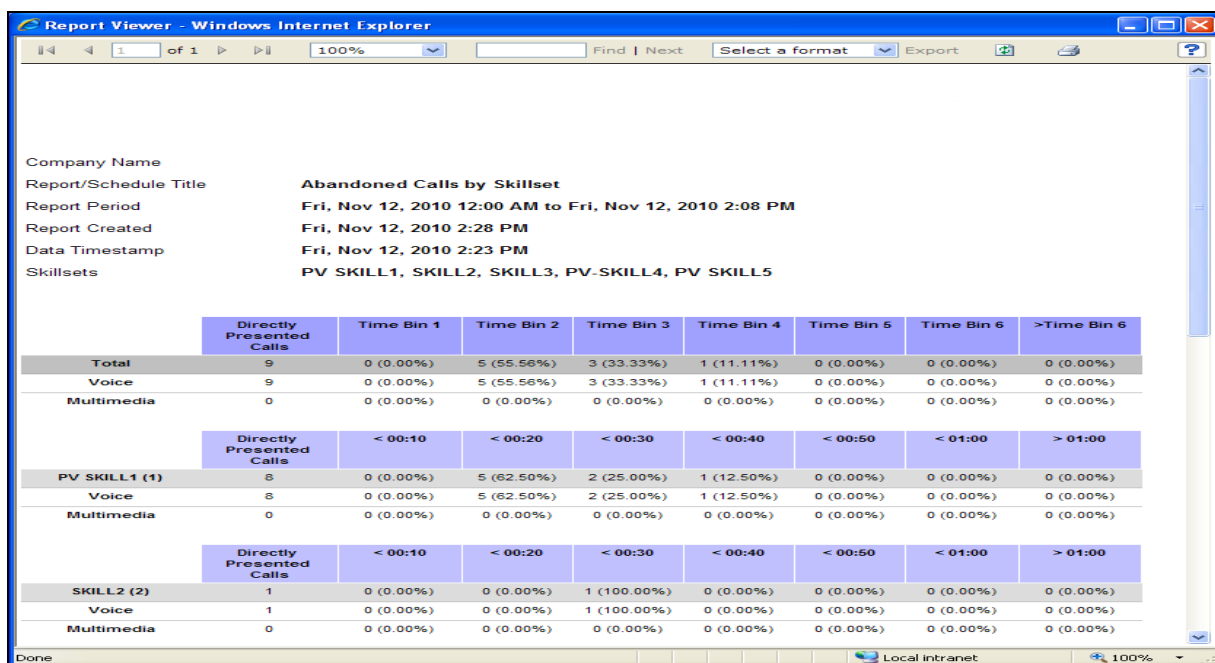 Report Viewer - Windows Internet Explorer
1 of 1 100% Find | Next Select a format Export ?
Company Name
Report/Schedule Title Abandoned Calls by Skillset
Report Period Fri, Nov 12, 2010 12:00 AM to Fri, Nov 12, 2010 2:08 PM
Report Created Fri, Nov 12, 2010 2:28 PM
Data Timestamp Fri, Nov 12, 2010 2:23 PM
Skillsets PV SKILL1, SKILL2, SKILL3, PV-SKILL4, PV SKILL5
Directly Presented Calls Time Bin 1 Time Bin 2 Time Bin 3 Time Bin 4 Time Bin 5 Time Bin 6 >Time Bin 6
Total 9 0 (0.00%) 5 (55.56%) 3 (33.33%) 1 (11.11%) 0 (0.00%) 0 (0.00%) 0 (0.00%)
Voice 9 0 (0.00%) 5 (55.56%) 3 (33.33%) 1 (11.11%) 0 (0.00%) 0 (0.00%) 0 (0.00%)
Multimedia 0 0 (0.00%) 0 (0.00%) 0 (0.00%) 0 (0.00%) 0 (0.00%) 0 (0.00%) 0 (0.00%)
Directly Presented Calls < 00:10 < 00:20 < 00:30 < 00:40 < 00:50 < 01:00 > 01:00
PV SKILL1 (1) 8 0 (0.00%) 5 (62.50%) 2 (25.00%) 1 (12.50%) 0 (0.00%) 0 (0.00%) 0 (0.00%)
Voice 8 0 (0.00%) 5 (62.50%) 2 (25.00%) 1 (12.50%) 0 (0.00%) 0 (0.00%) 0 (0.00%)
Multimedia 0 0 (0.00%) 0 (0.00%) 0 (0.00%) 0 (0.00%) 0 (0.00%) 0 (0.00%) 0 (0.00%)
Directly Presented Calls < 00:10 < 00:20 < 00:30 < 00:40 < 00:50 < 01:00 > 01:00
SKILL2 (2) 1 0 (0.00%) 0 (0.00%) 1 (100.00%) 0 (0.00%) 0 (0.00%) 0 (0.00%) 0 (0.00%)
Voice 1 0 (0.00%) 0 (0.00%) 1 (100.00%) 0 (0.00%) 0 (0.00%) 0 (0.00%) 0 (0.00%)
Multimedia 0 0 (0.00%) 0 (0.00%) 0 (0.00%) 0 (0.00%) 0 (0.00%) 0 (0.00%) 0 (0.00%)
Done Local intranet 100%